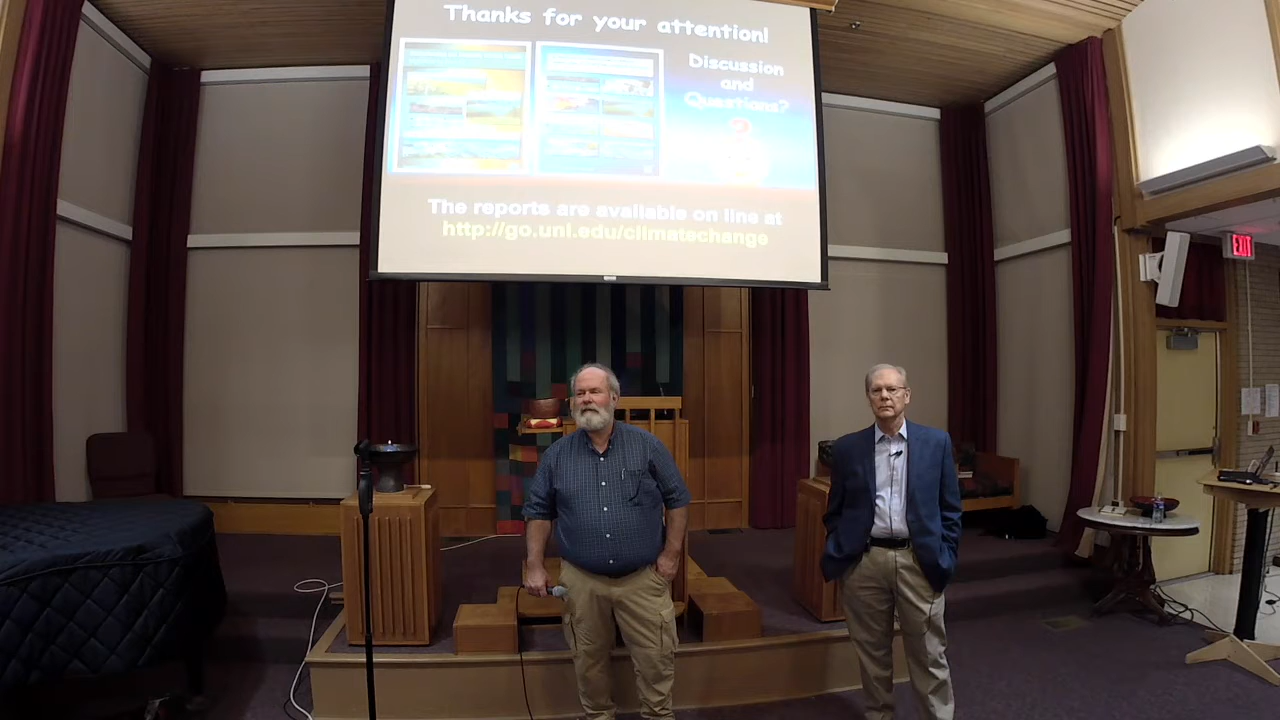 Thanks for your attention!
Discussion
and
Questions?
The reports are available on line at
http://go.unl.edu/climatechange
EXIT